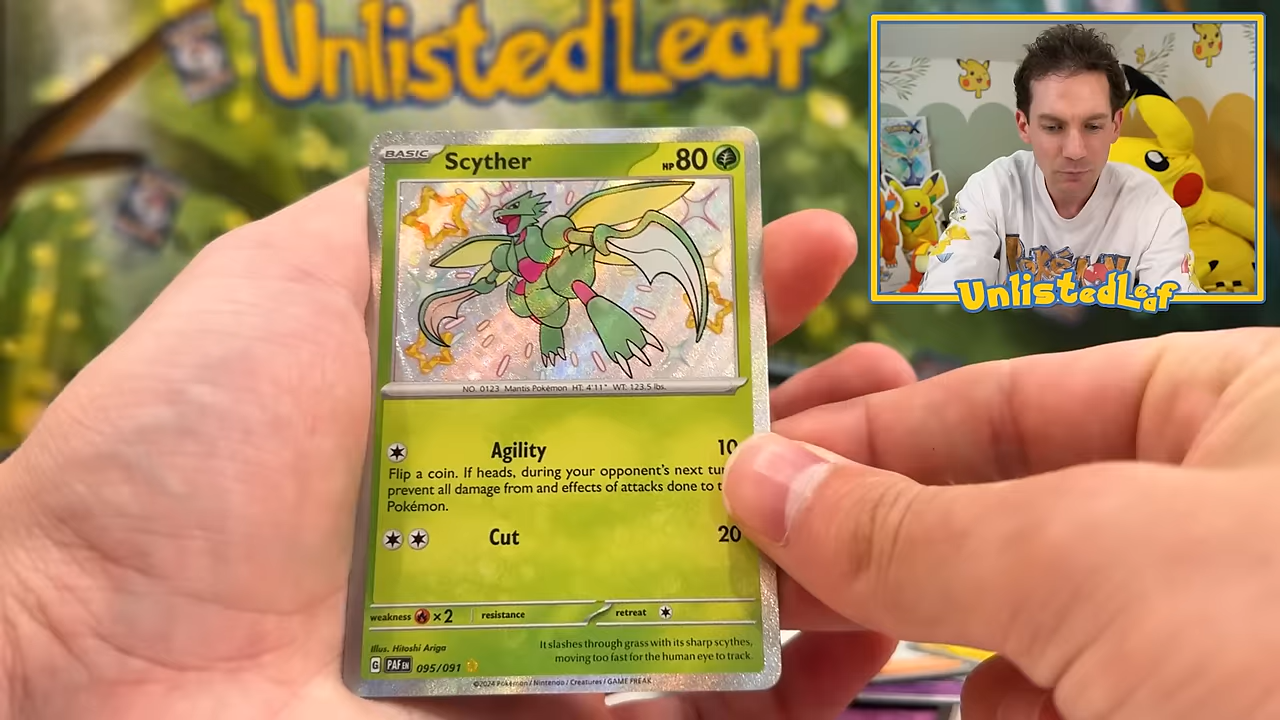 UnlistedLeaf
BASIC
Scyther
HP 80
NO. 0123 Mantis Pokémon HT: 4'11" WT: 123.5 lbs.
Agility 10
Flip a coin. If heads, during your opponent's next
prevent all damage from and effects of attacks done to
Pokémon.
Cut 20
weakness ×2 resistance retreat
Illus. Hitoshi Ariga
It slashes through grass with its sharp scythes,
moving too fast for the human eye to track.
G PAF EN 095/091
©2024 Pokémon / Nintendo / Creatures / GAME FREAK
Pokémon
UnlistedLeaf